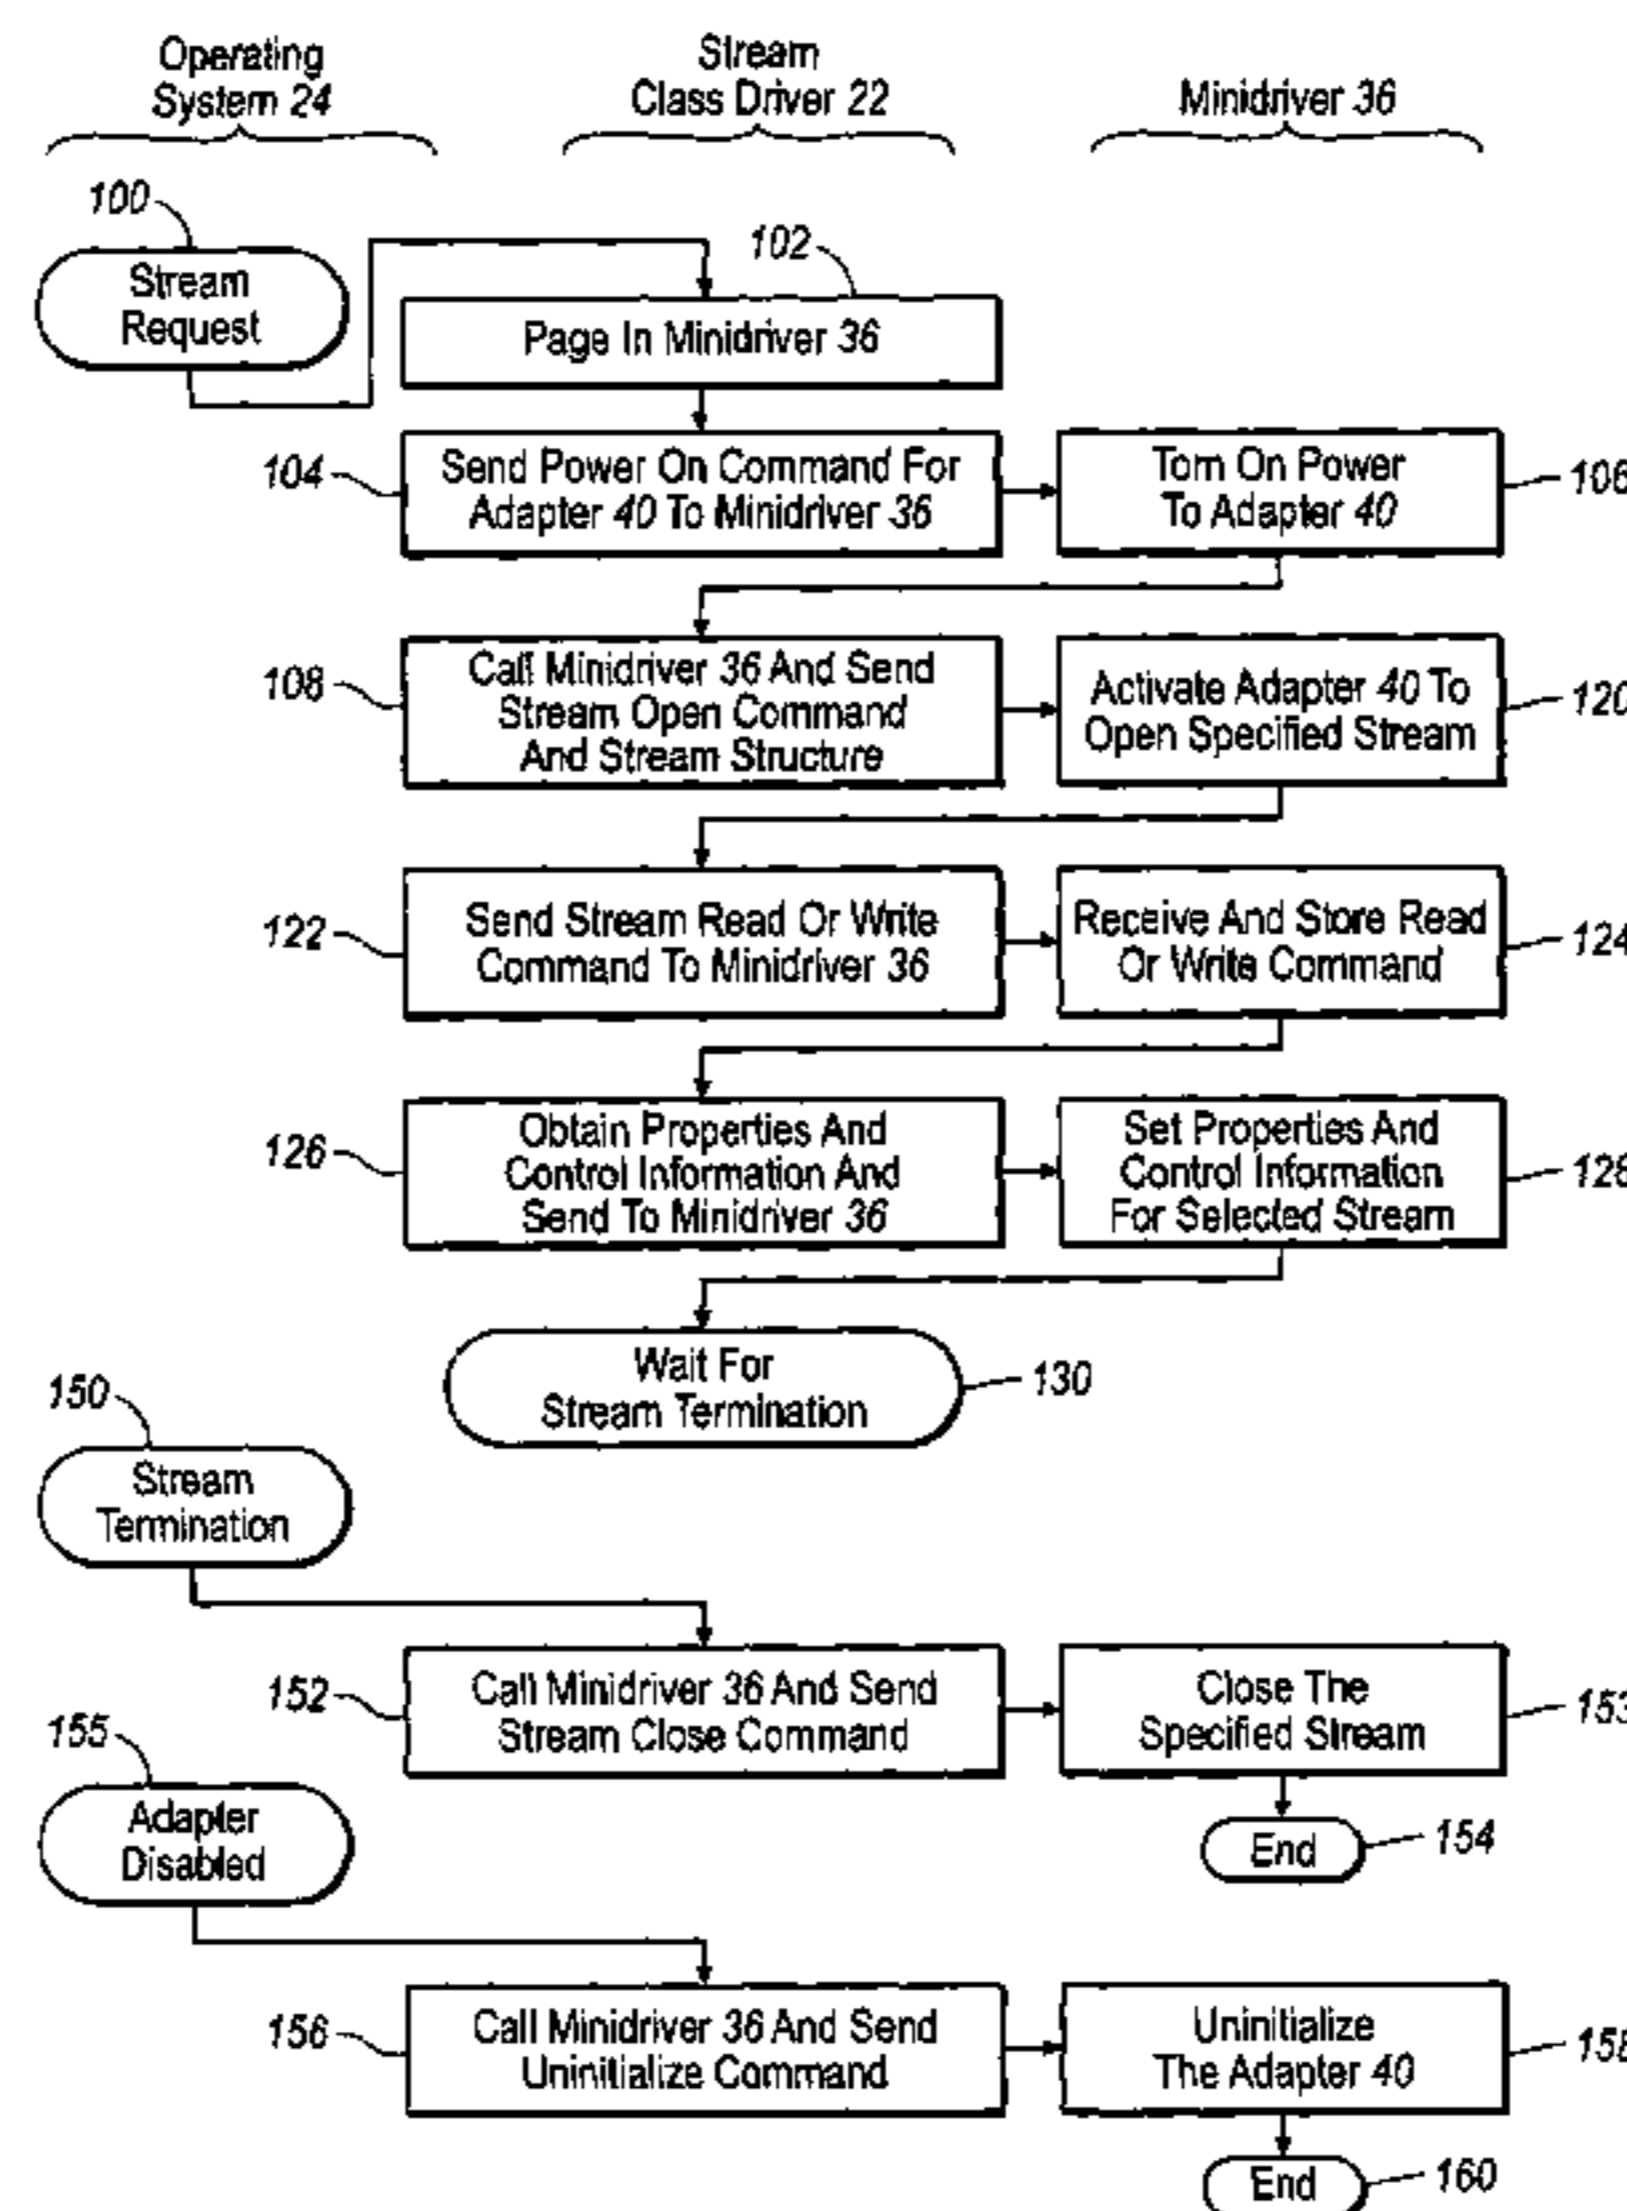 Operating
System 24
Stream
Class Driver 22
Minidriver 36
100
Stream
Request
102
Page In Minidriver 36
104
Send Power On Command For
Adapter 40 To Minidriver 36
Torn On Power
To Adapter 40
106
108
Call Minidriver 36 And Send
Stream Open Command
And Stream Structure
Activate Adapter 40 To
Open Specified Stream
120
122
Send Stream Read Or Write
Command To Minidriver 36
Receive And Store Read
Or Write Command
124
126
Obtain Properties And
Control Information And
Send To Minidriver 36
Set Properties And
Control Information
For Selected Stream
128
Wait For
Stream Termination
130
150
Stream
Termination
152
Call Minidriver 36 And Send
Stream Close Command
Close The
Specified Stream
153
End
154
155
Adapter
Disabled
156
Call Minidriver 36 And Send
Uninitialize Command
Uninitialize
The Adapter 40
158
End
160